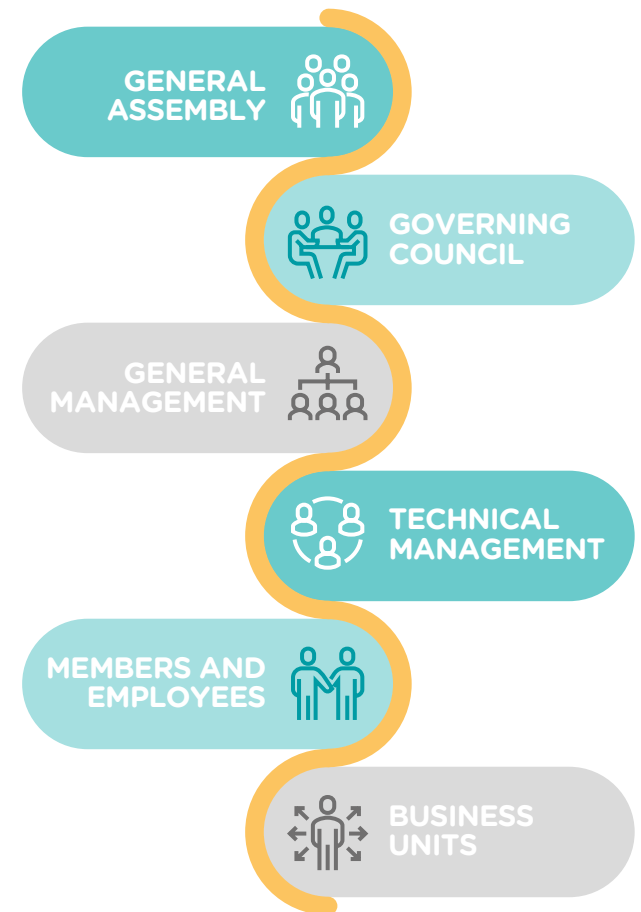 GENERAL
ASSEMBLY
GOVERNING
COUNCIL
GENERAL
MANAGEMENT
TECHNICAL
MANAGEMENT
MEMBERS AND
EMPLOYEES
BUSINESS
UNITS